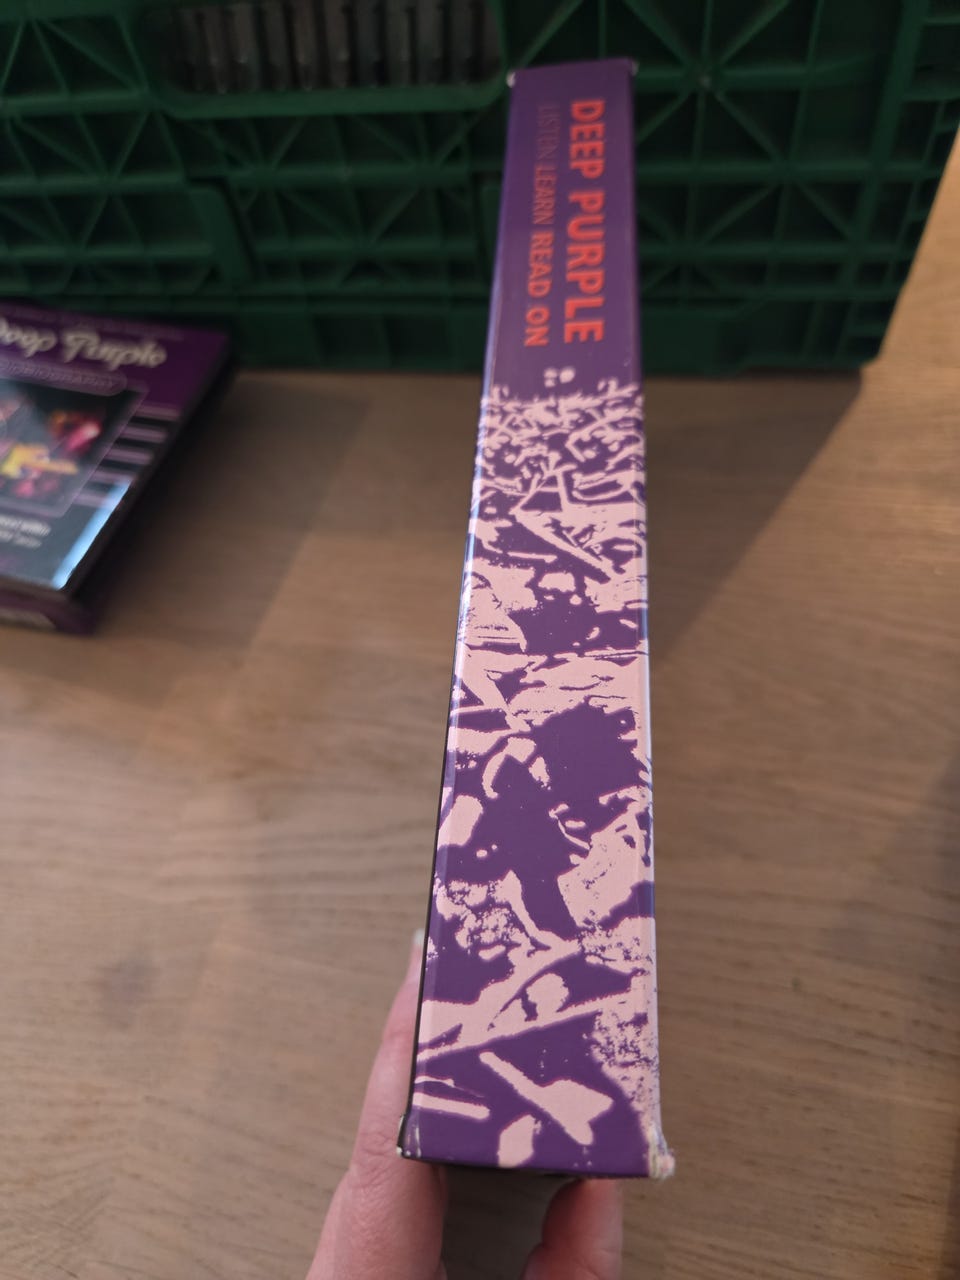 DEEP PURPLE
LISTEN LEARN READ ON
Deep Purple